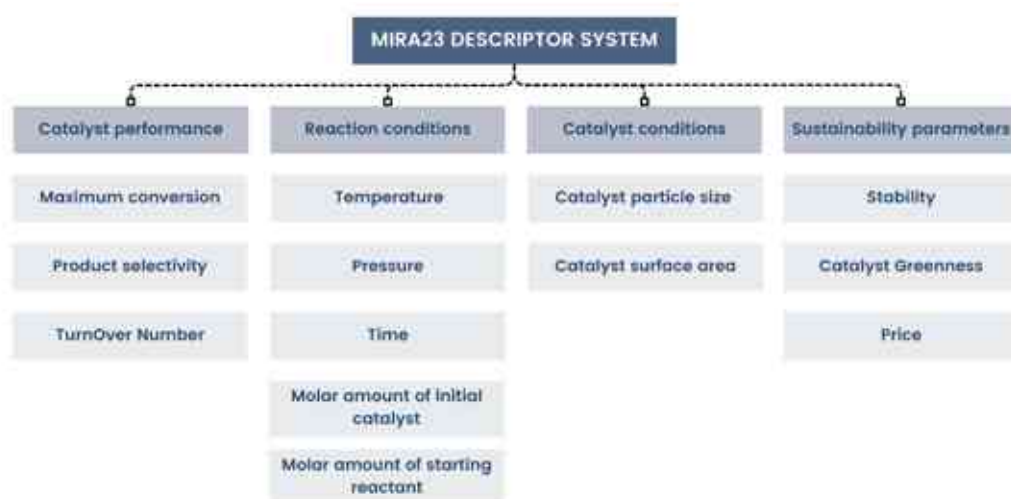 MIRA23 DESCRIPTOR SYSTEM
Catalyst performance
Maximum conversion
Product selectivity
TurnOver Number
Reaction conditions
Temperature
Pressure
Time
Molar amount of initial
catalyst
Molar amount of starting
reactant
Catalyst conditions
Catalyst particle size
Catalyst surface area
Sustainability parameters
Stability
Catalyst Greenness
Price